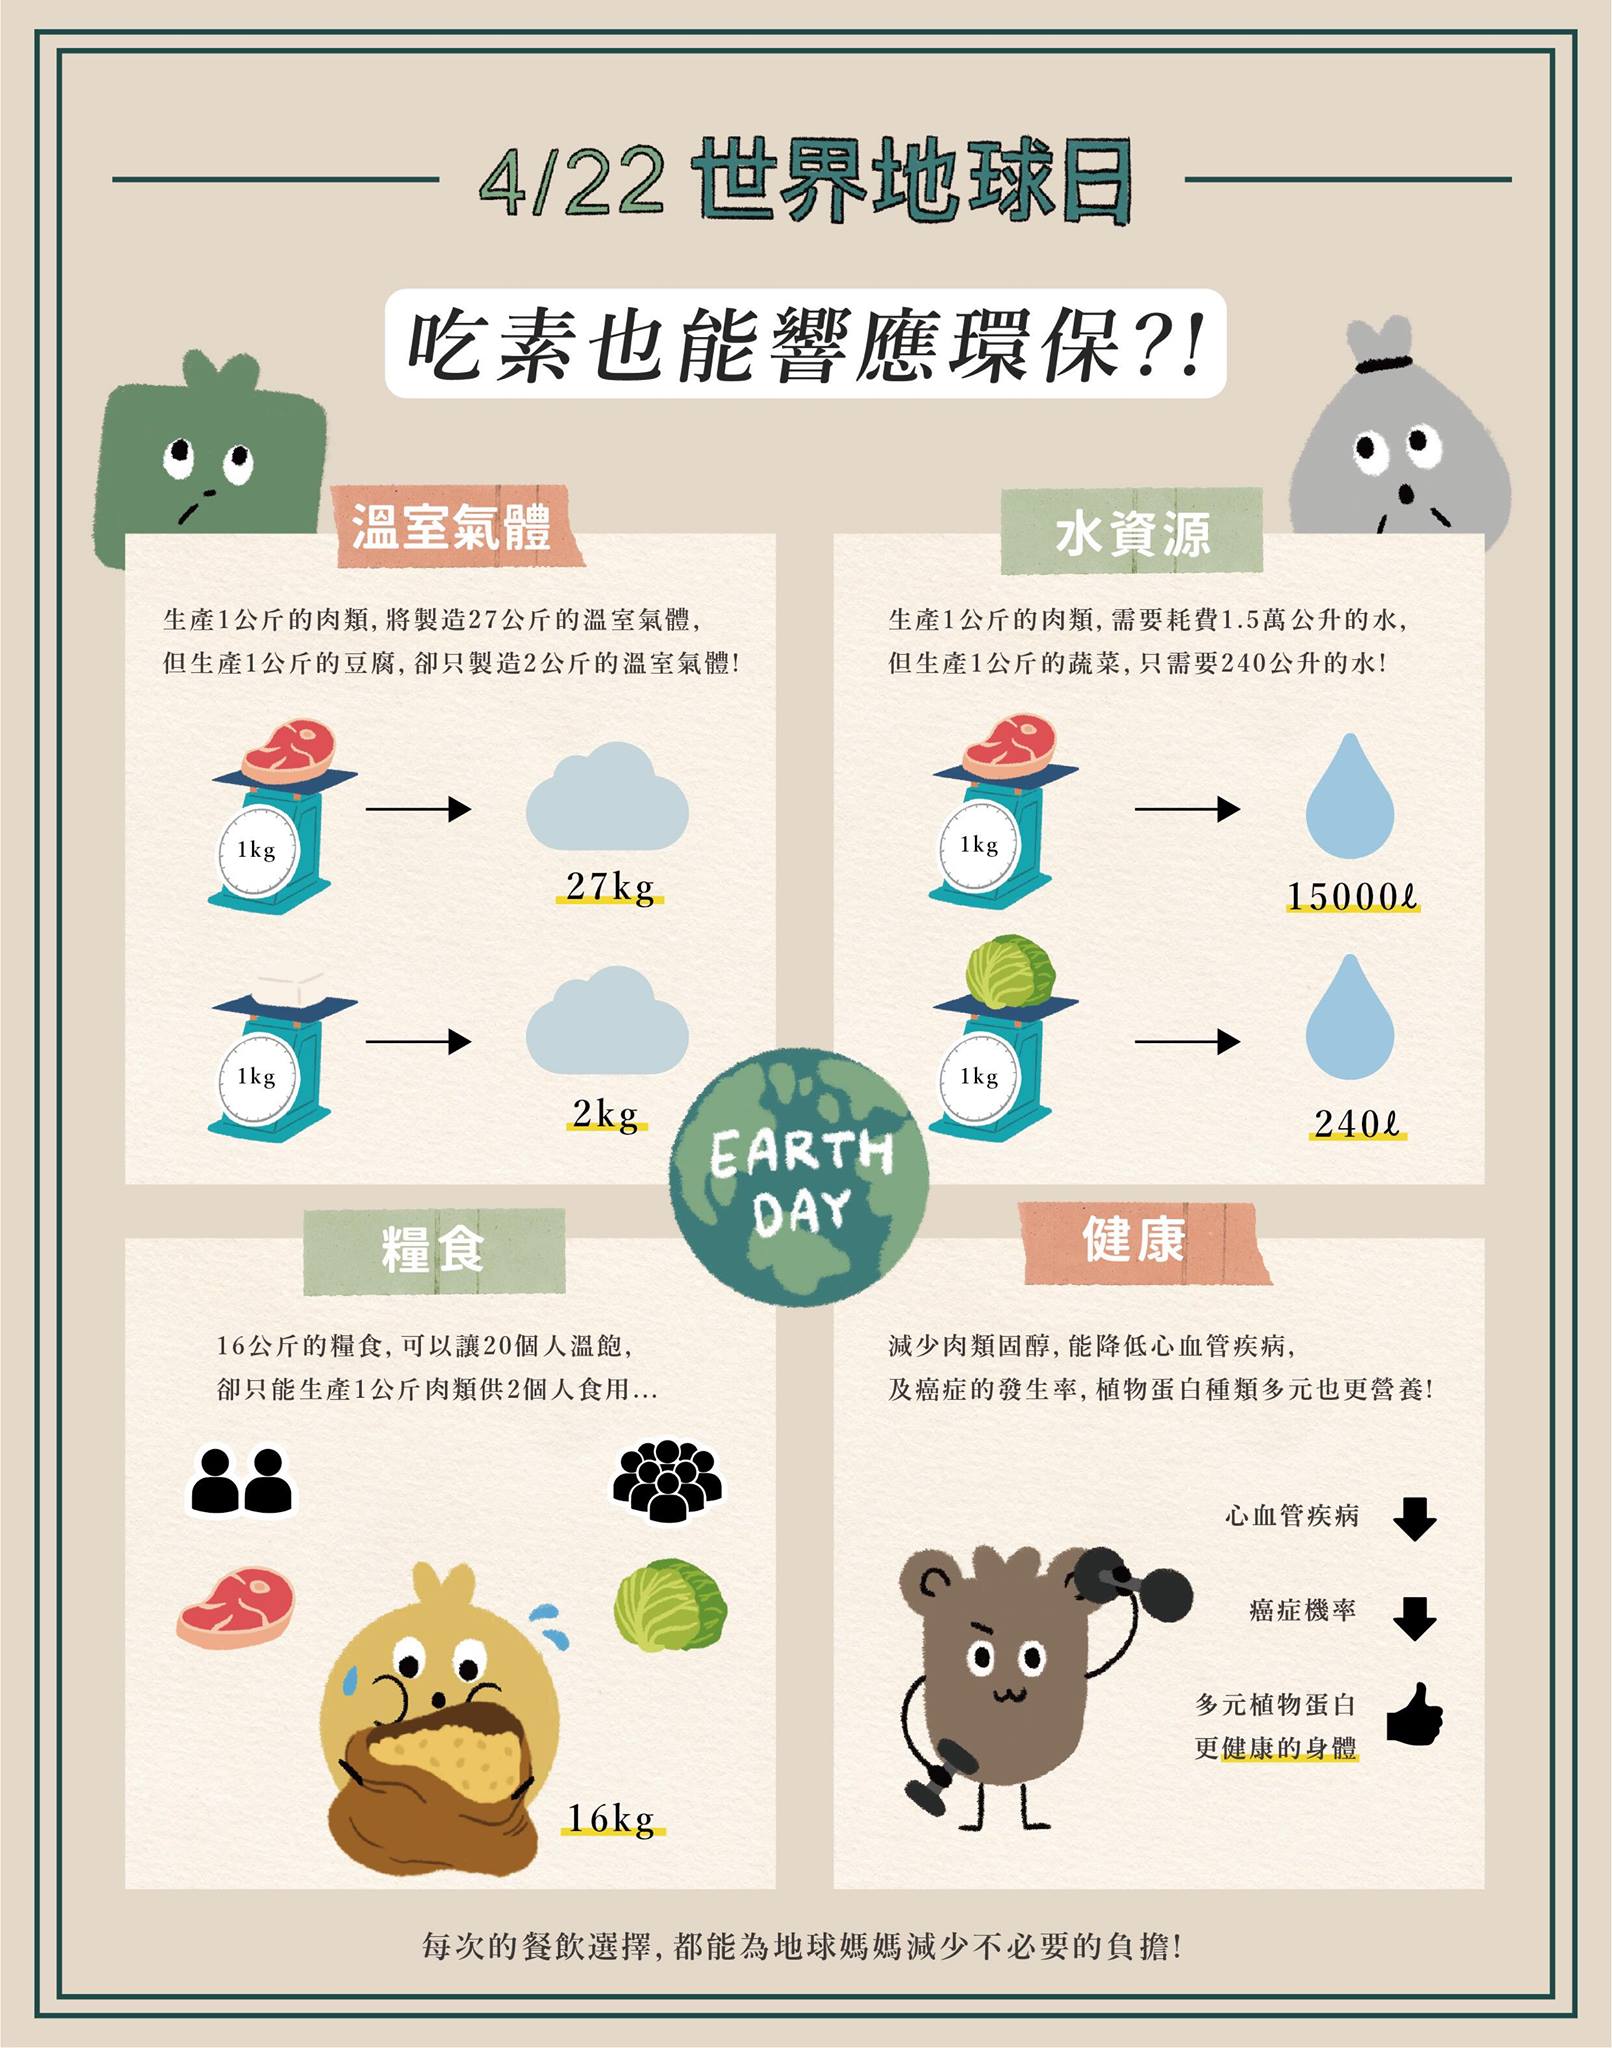 4/22 世界地球日
吃素也能響應環保?!
溫室氣體
生產1公斤的肉類，將製造27公斤的溫室氣體，
但生產1公斤的豆腐，卻只製造2公斤的溫室氣體！
1kg
27kg
1kg
2kg
水資源
生產1公斤的肉類，需要耗費1.5萬公升的水，
但生產1公斤的蔬菜，只需要240公升的水！
1kg
15000ℓ
1kg
240ℓ
EARTH
DAY
糧食
16公斤的糧食，可以讓20個人溫飽，
卻只能生產1公斤肉類供2個人食用...
16kg
健康
減少肉類固醇，能降低心血管疾病，
及癌症的發生率，植物蛋白種類多元也更營養！
心血管疾病
癌症機率
多元植物蛋白
更健康的身體
每次的餐飲選擇，都能為地球媽媽減少不必要的負擔！